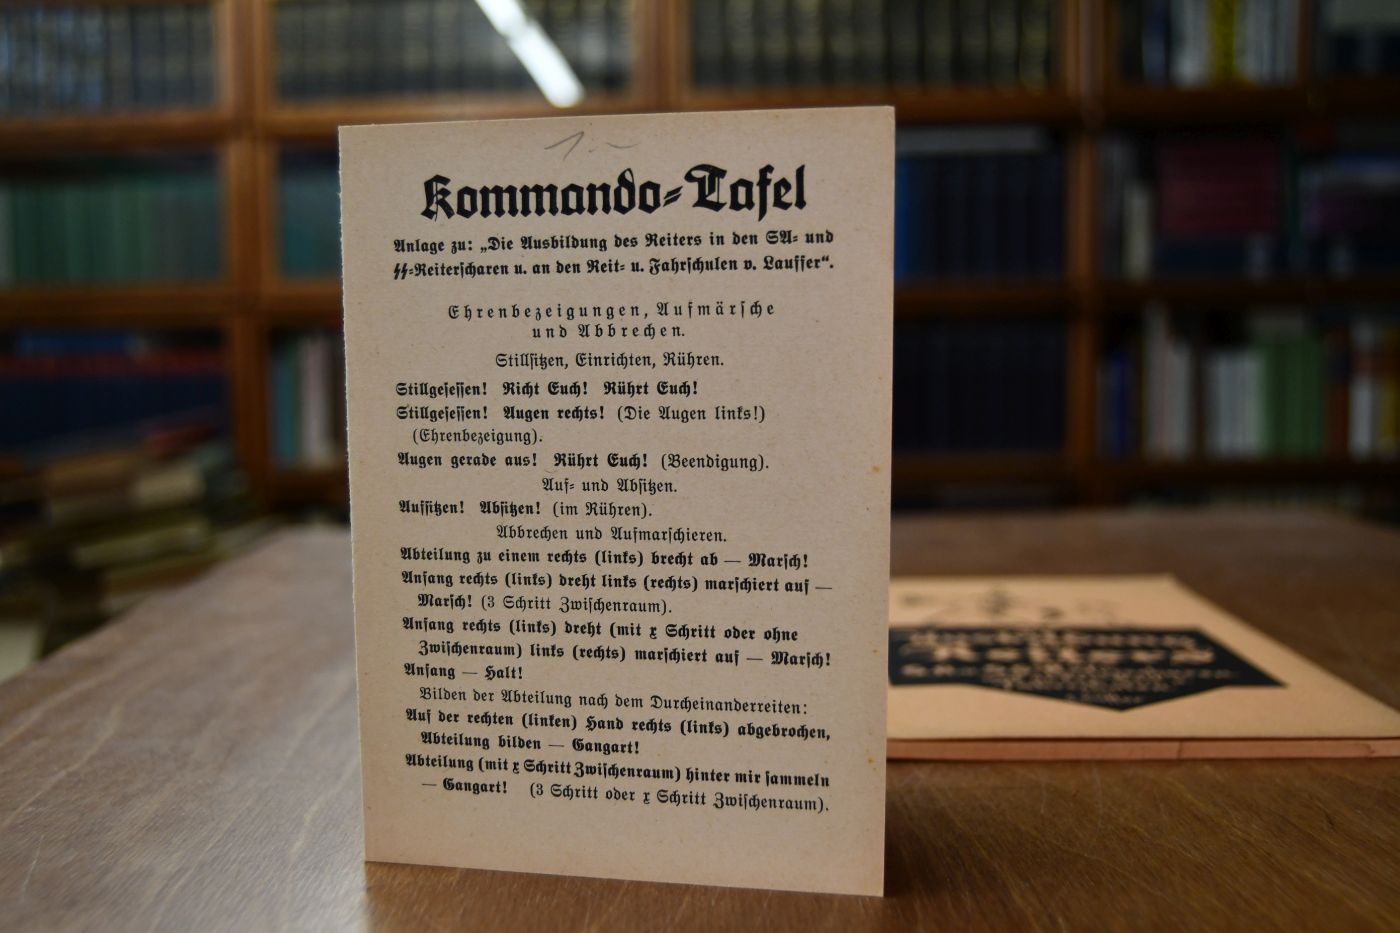 1.–
Kommando-Tafel
Anlage zu: „Die Ausbildung des Reiters in den SA- und
SS-Reiterscharen u. an den Reit- u. Fahrschulen v. Lauffer“.
Ehrenbezeigungen, Aufmärsche
und Abbrechen.
Stillsitzen, Einrichten, Rühren.
Stillgesessen! Richt Euch! Rührt Euch!
Stillgesessen! Augen rechts! (Die Augen links!)
(Ehrenbezeigung).
Augen gerade aus! Rührt Euch! (Beendigung).
Auf- und Absitzen.
Aufsitzen! Absitzen! (im Rühren).
Abbrechen und Aufmarschieren.
Abteilung zu einem rechts (links) brecht ab — Marsch!
Anfang rechts (links) dreht links (rechts) marschiert auf —
Marsch! (3 Schritt Zwischenraum).
Anfang rechts (links) dreht (mit x Schritt oder ohne
Zwischenraum) links (rechts) marschiert auf — Marsch!
Anfang — Halt!
Bilden der Abteilung nach dem Durcheinanderreiten:
Auf der rechten (linken) Hand rechts (links) abgebrochen,
Abteilung bilden — Gangart!
Abteilung (mit x Schritt Zwischenraum) hinter mir sammeln
— Gangart! (3 Schritt oder x Schritt Zwischenraum).
Ausbildung
Reiters